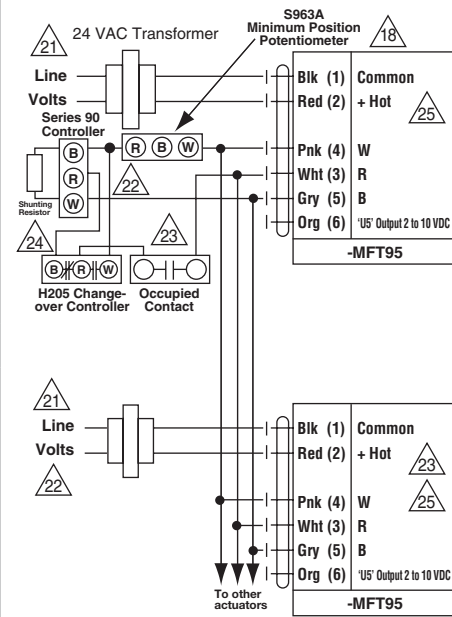 S963A
Minimum Position
Potentiometer
21
24 VAC Transformer
18
Line
Volts
Blk (1) Common
Red (2) + Hot
25
Series 90
Controller
B
R
W
R B W
Pnk (4) W
Wht (3) R
Gry (5) B
Org (6) 'U5' Output 2 to 10 VDC
-MFT95
Shunting
Resistor
22
24
23
B R W
H205 Change-
over Controller
Occupied
Contact
21
Line
Volts
22
Blk (1) Common
Red (2) + Hot
23
25
Pnk (4) W
Wht (3) R
Gry (5) B
Org (6) 'U5' Output 2 to 10 VDC
-MFT95
To other
actuators